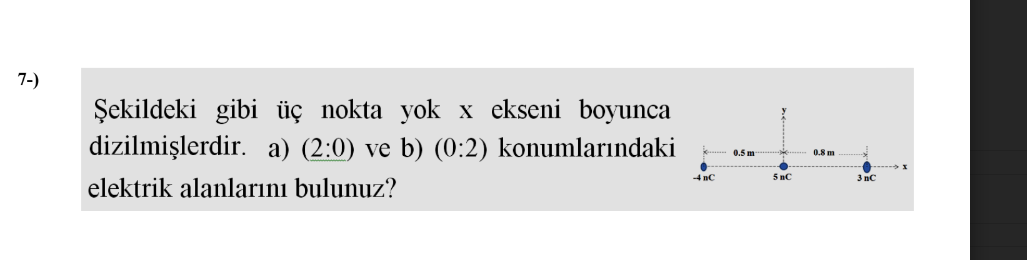 7-)
Şekildeki gibi üç nokta yok x ekseni boyunca
dizilmişlerdir. a) (2:0) ve b) (0:2) konumlarındaki
elektrik alanlarını bulunuz?
y
0.5 m
0.8 m
x
-4 nC
5 nC
3 nC